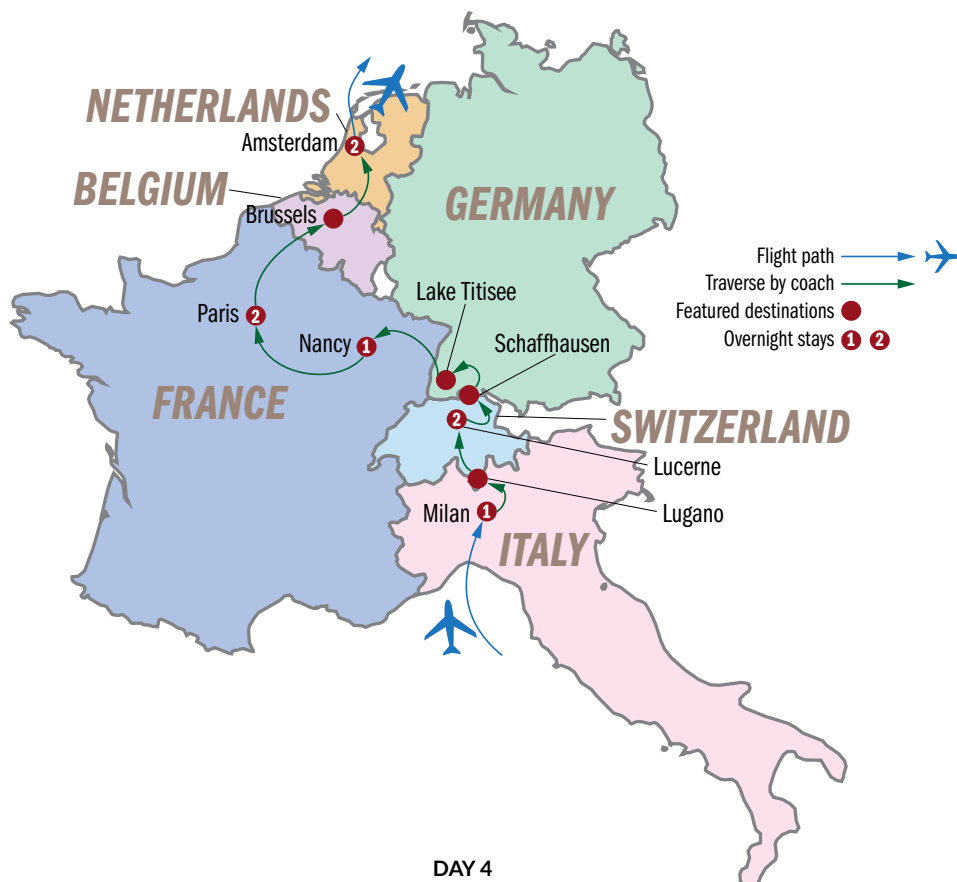 NETHERLANDS
Amsterdam
2
BELGIUM
Brussels
GERMANY
Flight path
Traverse by coach
Featured destinations
Overnight stays 1 2
Lake Titisee
Paris 2
Nancy 1
Schaffhausen
FRANCE
SWITZERLAND
2
Lucerne
Milan 1
Lugano
ITALY
DAY 4